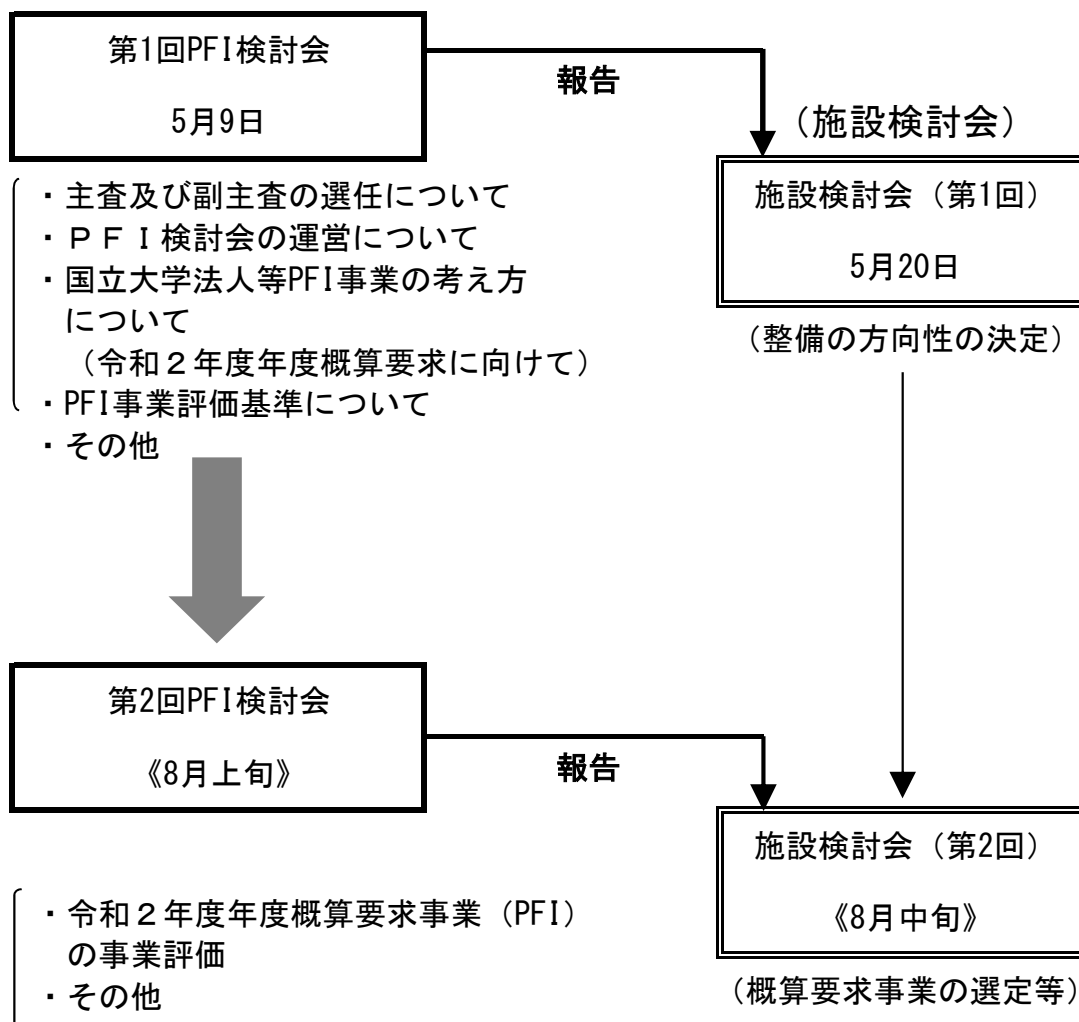 第1回PFI検討会
5月9日
報告
（施設検討会）
施設検討会（第1回）
5月20日
（整備の方向性の決定）
・主査及び副主査の選任について
・ＰＦＩ検討会の運営について
・国立大学法人等PFI事業の考え方
について
（令和２年度年度概算要求に向けて）
・PFI事業評価基準について
・その他
第2回PFI検討会
《8月上旬》
報告
施設検討会（第2回）
《8月中旬》
（概算要求事業の選定等）
・令和２年度年度概算要求事業（PFI）
の事業評価
・その他